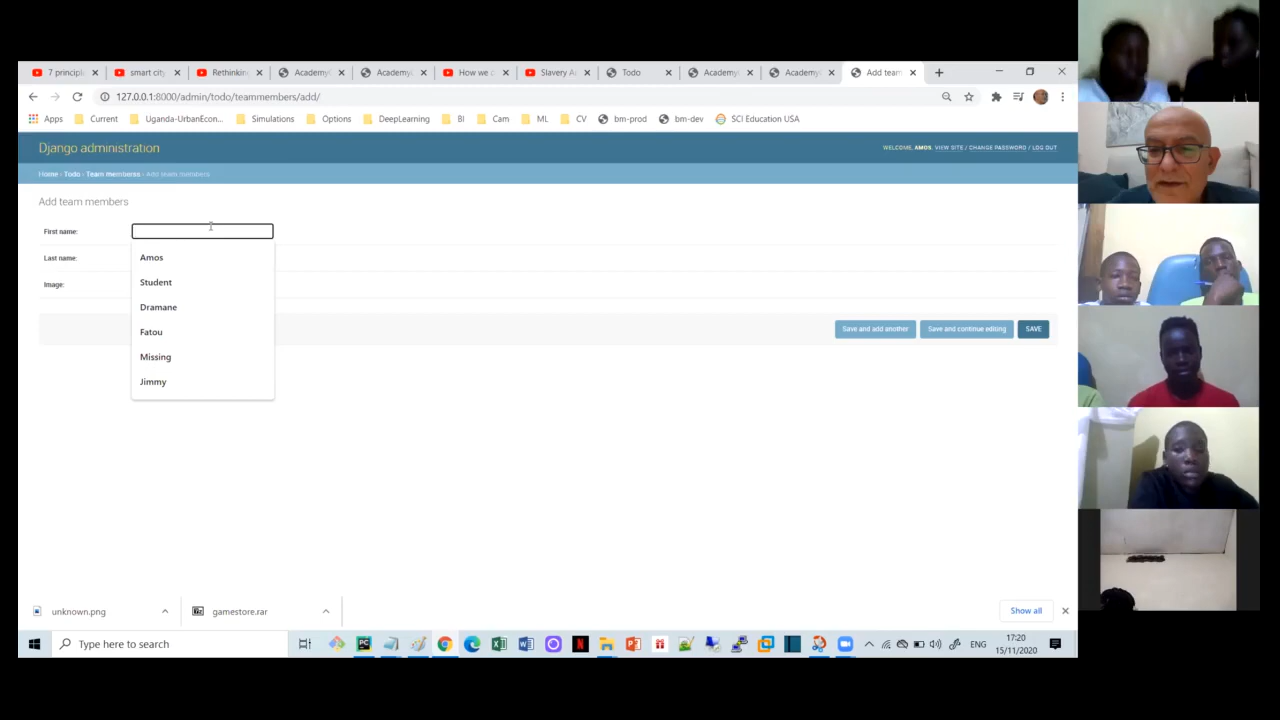 7 principl
smart city
Rethinkin
Academy
Academy
How we c
Slavery A
Todo
Academy
Academy
Add team
127.0.0.1:8000/admin/todo/teammembers/add/
Apps Current Uganda-UrbanEcon... Simulations Options DeepLearning BI Cam ML CV bm-prod bm-dev SCI Education USA
Django administration
WELCOME, AMOS. VIEW SITE / CHANGE PASSWORD / LOG OUT
Home › Todo › Team memberss › Add team members
Add team members
First name:
Last name:
Image:
Amos
Student
Dramane
Fatou
Missing
Jimmy
Save and add another
Save and continue editing
SAVE
unknown.png
gamestore.rar
Show all
Type here to search
ENG
17:20
15/11/2020